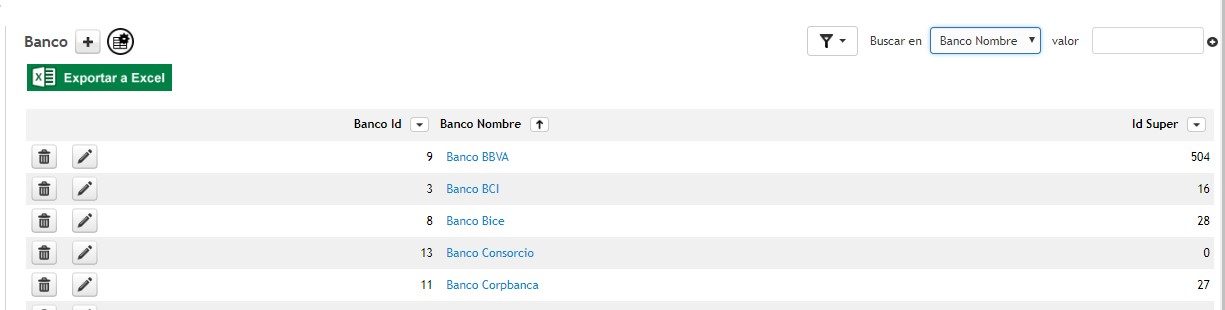 Banco
Buscar en Banco Nombre valor
Exportar a Excel
Banco Id Banco Nombre Id Super
9 Banco BBVA 504
3 Banco BCI 16
8 Banco Bice 28
13 Banco Consorcio 0
11 Banco Corpbanca 27